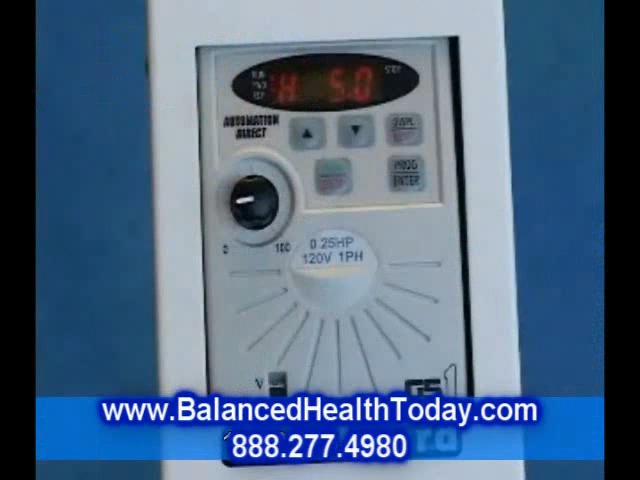 RUN
FWD
REV
STOP
H 5.0
AUTOMATION
DIRECT
DISPL
PROG
ENTER
0 100
0.25HP
120V 1PH
V
GS1
www.BalancedHealthToday.com
888.277.4980